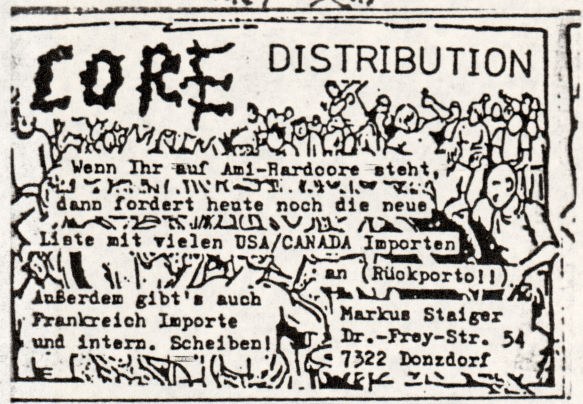 CORE DISTRIBUTION
Wenn Ihr auf Ami-Hardcore steht,
dann fordert heute noch die neue
Liste mit vielen USA/CANADA Importen
an (Rückporto!!)
Außerdem gibt's auch
Frankreich Importe
und intern. Scheiben!
Markus Staiger
Dr.-Frey-Str. 54
7322 Donzdorf